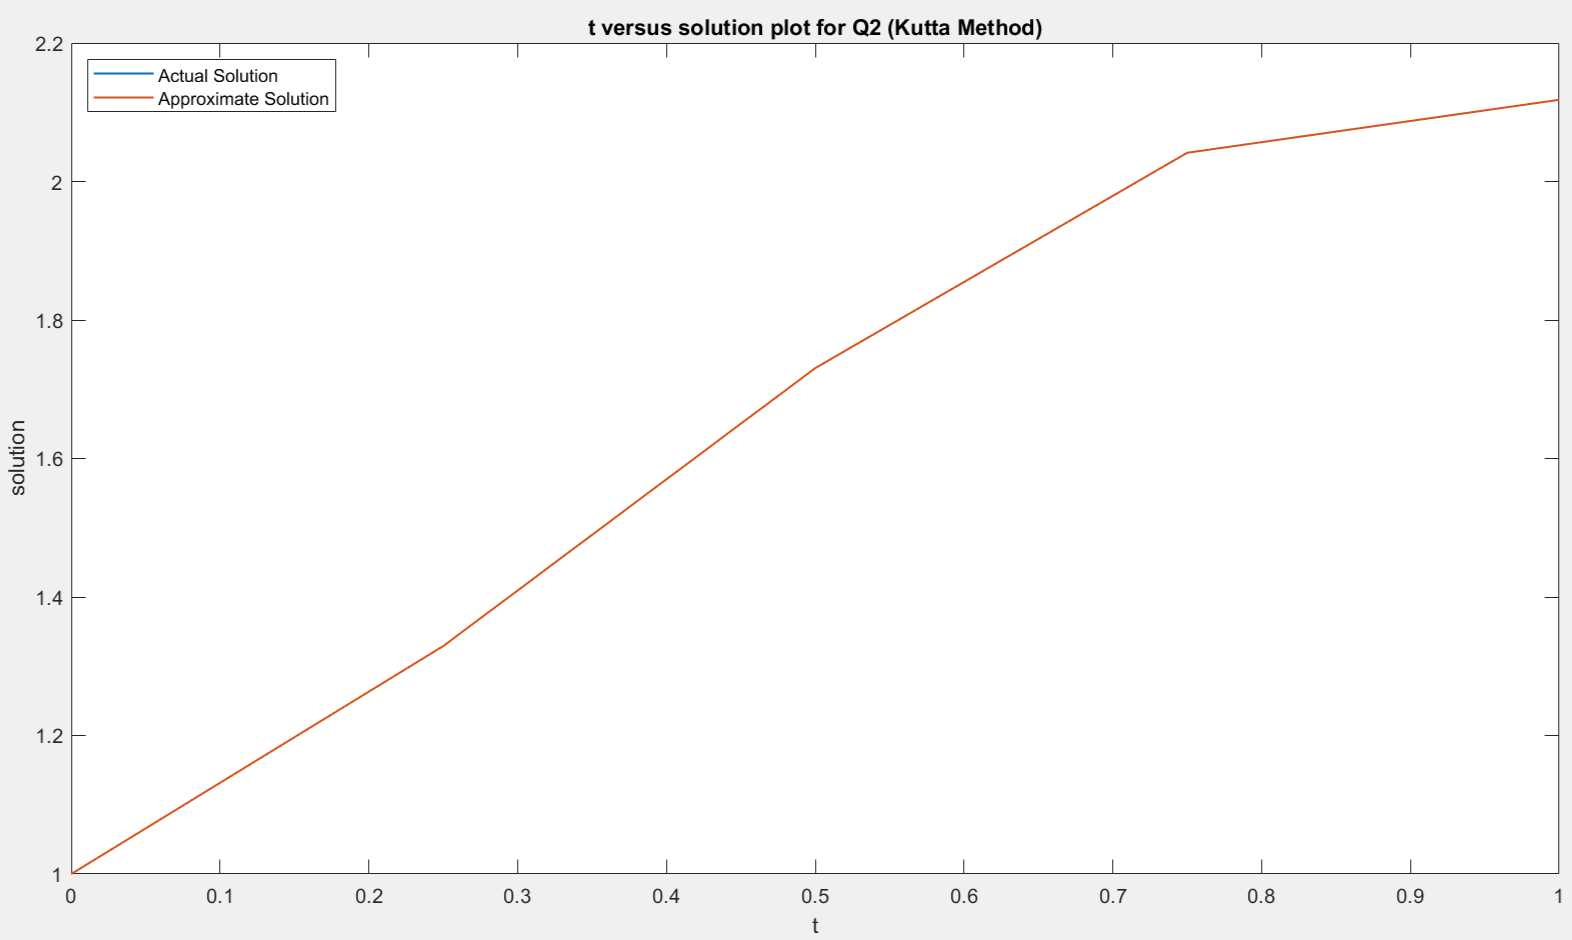 t versus solution plot for Q2 (Kutta Method)
Actual Solution
Approximate Solution
2.2
2
1.8
1.6
1.4
1.2
1
solution
0 0.1 0.2 0.3 0.4 0.5 0.6 0.7 0.8 0.9 1
t